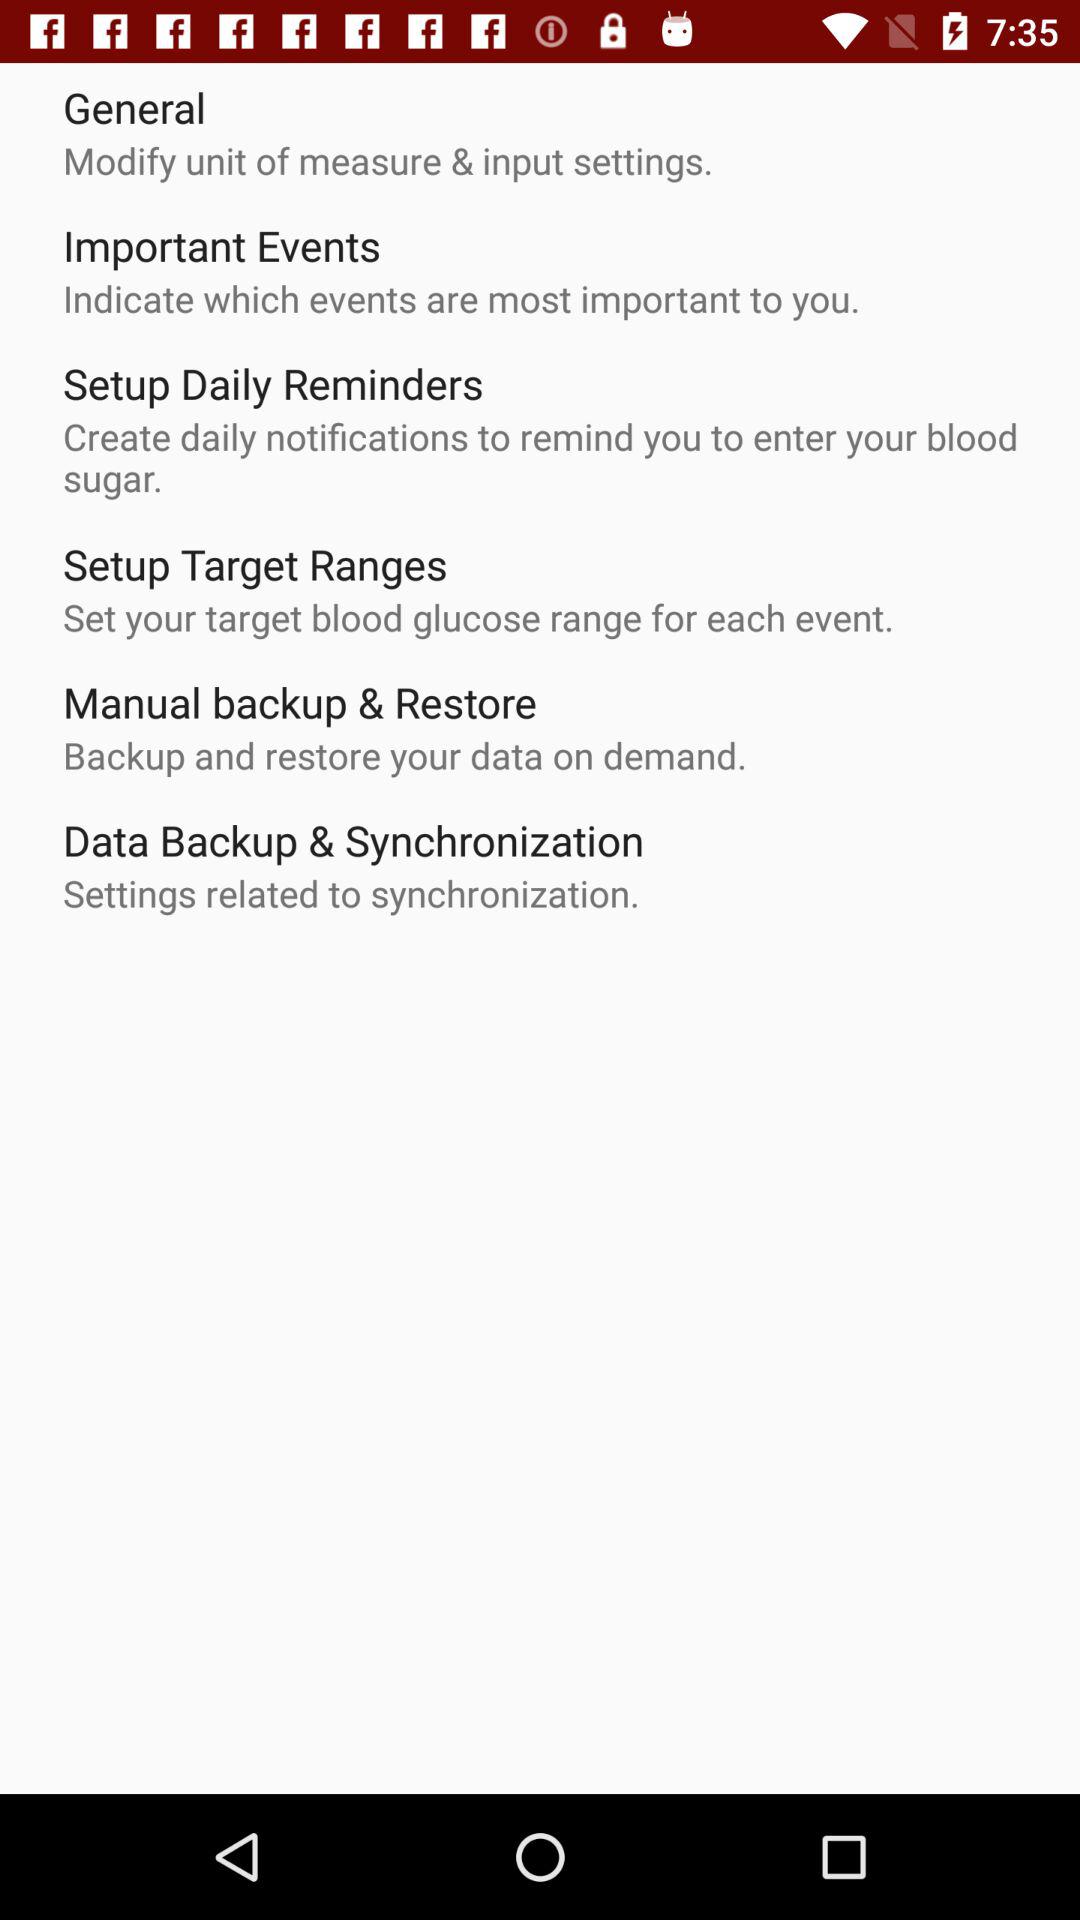 7:35
General
Modify unit of measure & input settings.
Important Events
Indicate which events are most important to you.
Setup Daily Reminders
Create daily notifications to remind you to enter your blood
sugar.
Setup Target Ranges
Set your target blood glucose range for each event.
Manual backup & Restore
Backup and restore your data on demand.
Data Backup & Synchronization
Settings related to synchronization.